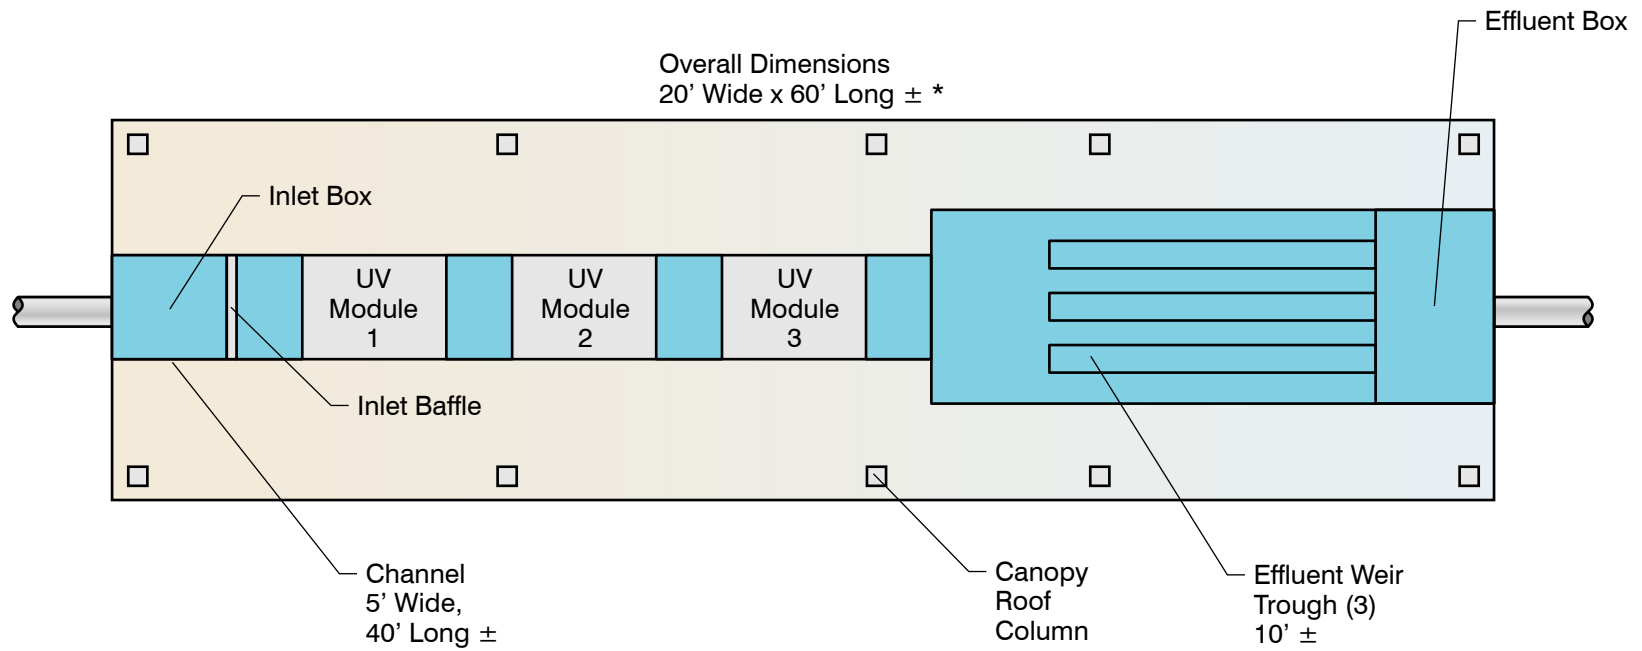 Effluent Box
Overall Dimensions
20’ Wide x 60’ Long ± *
Inlet Box
UV
Module
1
UV
Module
2
UV
Module
3
Inlet Baffle
Channel
5’ Wide,
40’ Long ±
Canopy
Roof
Column
Effluent Weir
Trough (3)
10’ ±